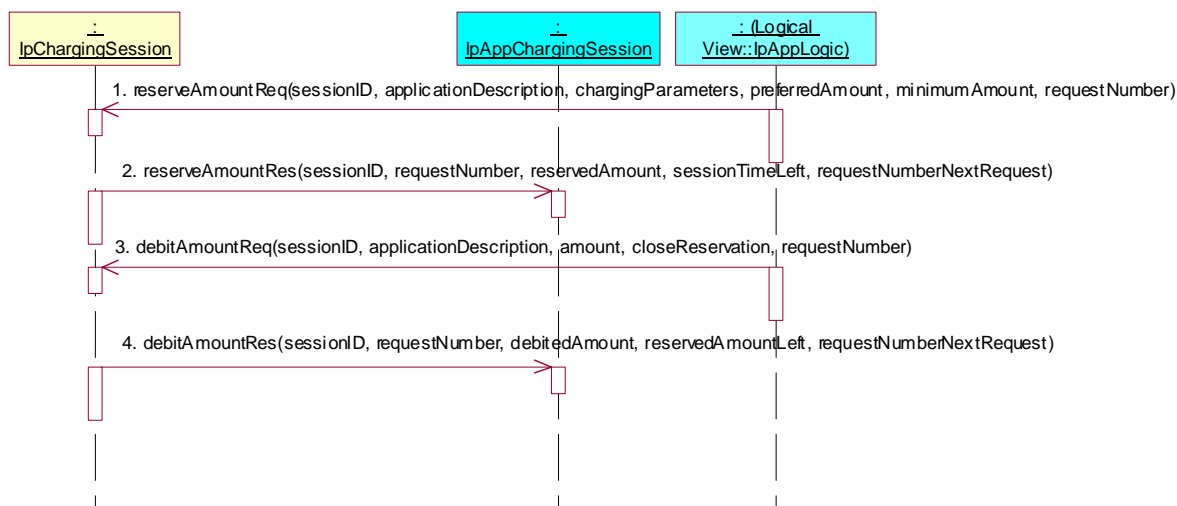 :
IpChargingSession
:
IpAppChargingSession
: (Logical
View::IpAppLogic)
1. reserveAmountReq(sessionID, applicationDescription, chargingParameters, preferredAmount, minimumAmount, requestNumber)
2. reserveAmountRes(sessionID, requestNumber, reservedAmount, sessionTimeLeft, requestNumberNextRequest)
3. debitAmountReq(sessionID, applicationDescription, amount, closeReservation, requestNumber)
4. debitAmountRes(sessionID, requestNumber, debitedAmount, reservedAmountLeft, requestNumberNextRequest)